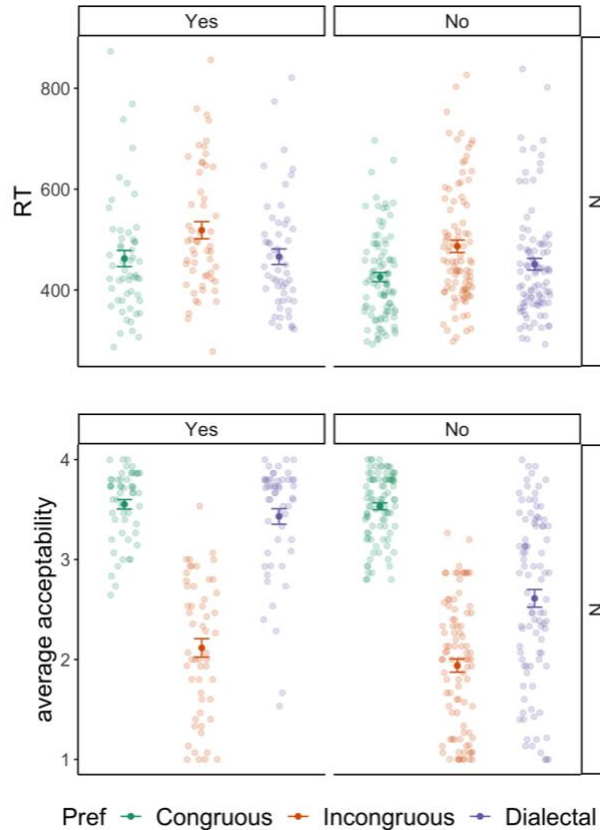 Yes No
800
600
400
RT
N
Yes No
4
3
2
1
average acceptability
N
Pref Congruous Incongruous Dialectal